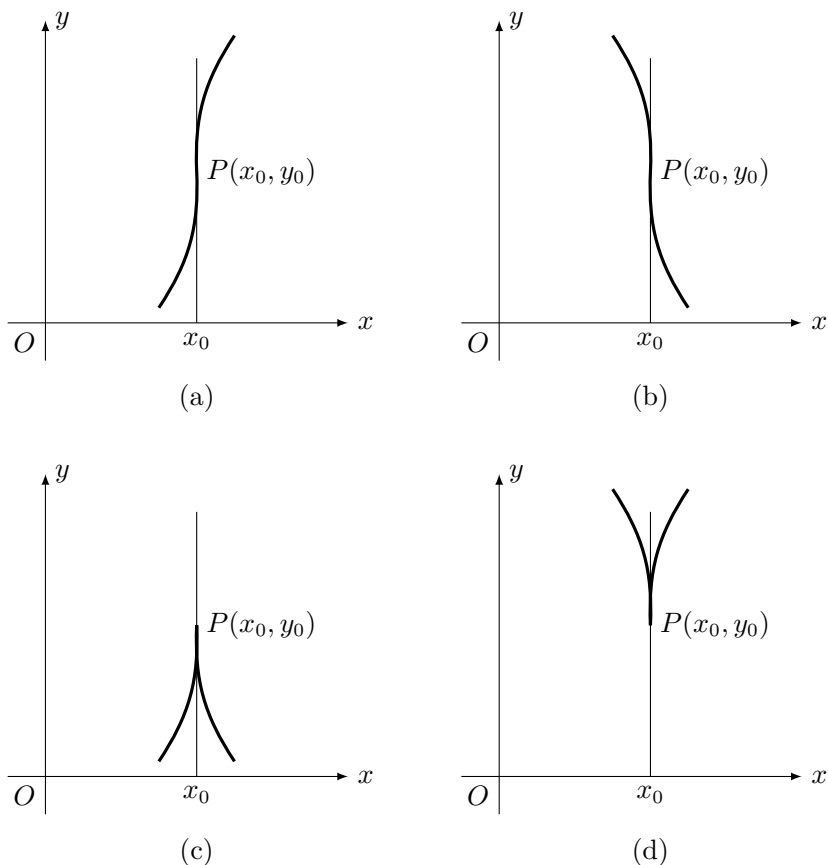 y y
P(x₀, y₀) P(x₀, y₀)
O x₀ x O x₀ x
(a) (b)
y y
P(x₀, y₀) P(x₀, y₀)
O x₀ x O x₀ x
(c) (d)